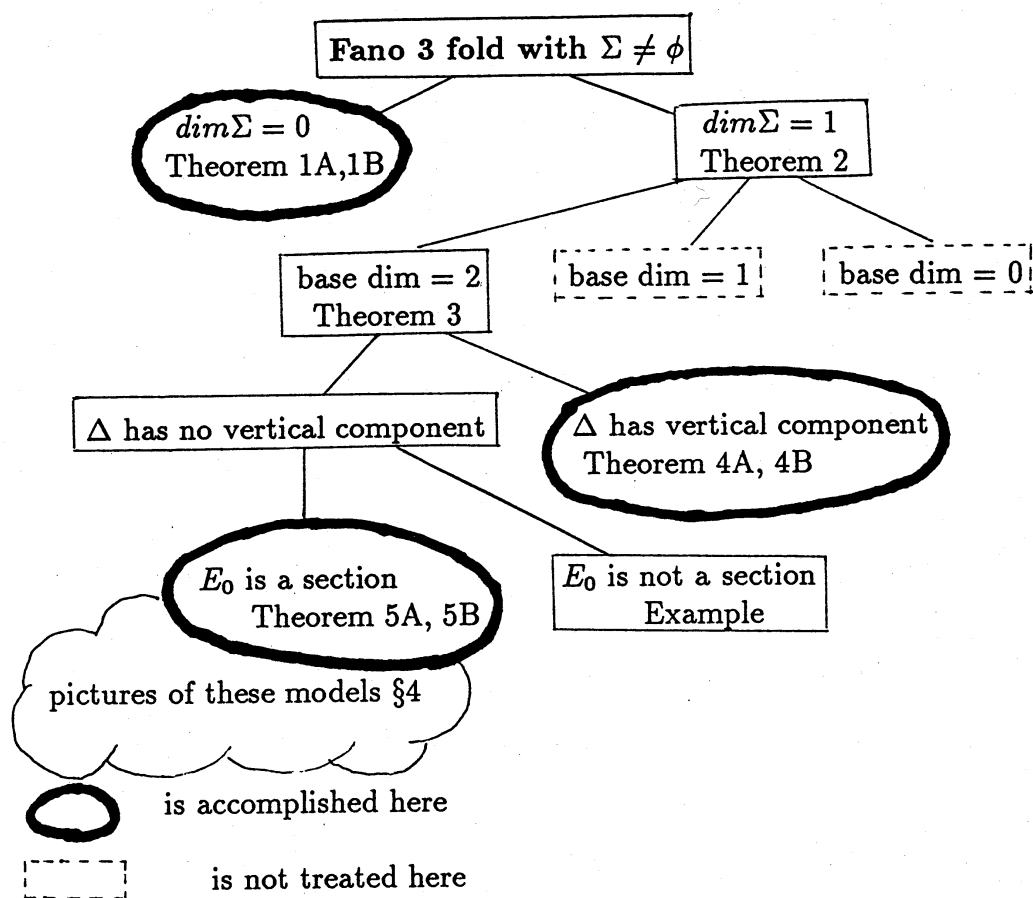 Fano 3 fold with Σ ≠ ϕ
dimΣ = 0
Theorem 1A,1B
dimΣ = 1
Theorem 2
base dim = 2
Theorem 3
base dim = 1
base dim = 0
Δ has no vertical component
Δ has vertical component
Theorem 4A, 4B
E₀ is a section
Theorem 5A, 5B
E₀ is not a section
Example
pictures of these models §4
is accomplished here
is not treated here